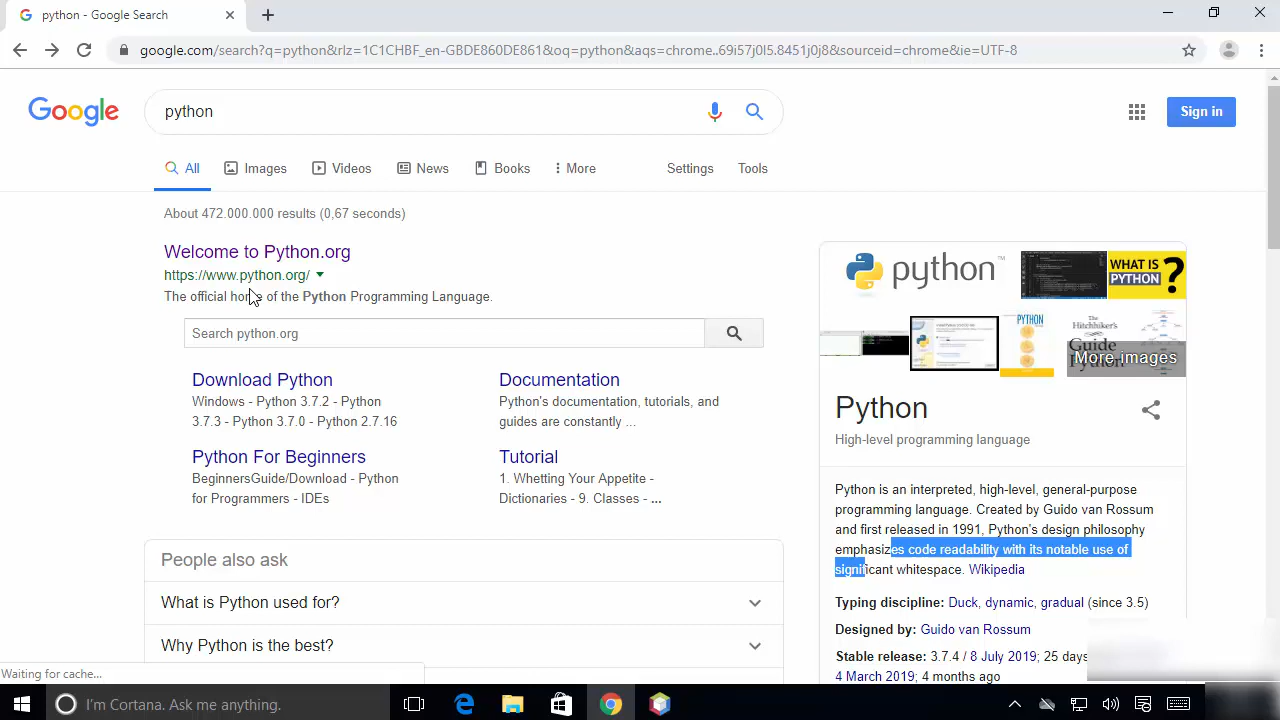 python - Google Search
google.com/search?q=python&rlz=1C1CHBF_en-GBDE860DE861&oq=python&aqs=chrome..69i57j0l5.8451j0j8&sourceid=chrome&ie=UTF-8
Google
python
Sign in
All
Images
Videos
News
Books
More
Settings
Tools
About 472.000.000 results (0,67 seconds)
Welcome to Python.org
https://www.python.org/
The official home of the Python Programming Language.
Search python.org
Download Python
Windows - Python 3.7.2 - Python
3.7.3 - Python 3.7.0 - Python 2.7.16
Documentation
Python's documentation, tutorials, and
guides are constantly ...
Python For Beginners
BeginnersGuide/Download - Python
for Programmers - IDEs
Tutorial
1. Whetting Your Appetite -
Dictionaries - 9. Classes - ...
People also ask
What is Python used for?
Why Python is the best?
python™
WHAT IS
PYTHON
?
PYTHON
The
Hitchhiker's
Guide
Python
More images
Python
High-level programming language
Python is an interpreted, high-level, general-purpose
programming language. Created by Guido van Rossum
and first released in 1991, Python's design philosophy
emphasizes code readability with its notable use of
significant whitespace. Wikipedia
Typing discipline: Duck, dynamic, gradual (since 3.5)
Designed by: Guido van Rossum
Stable release: 3.7.4 / 8 July 2019; 25 days
4 March 2019; 4 months ago
Waiting for cache...
I'm Cortana. Ask me anything.